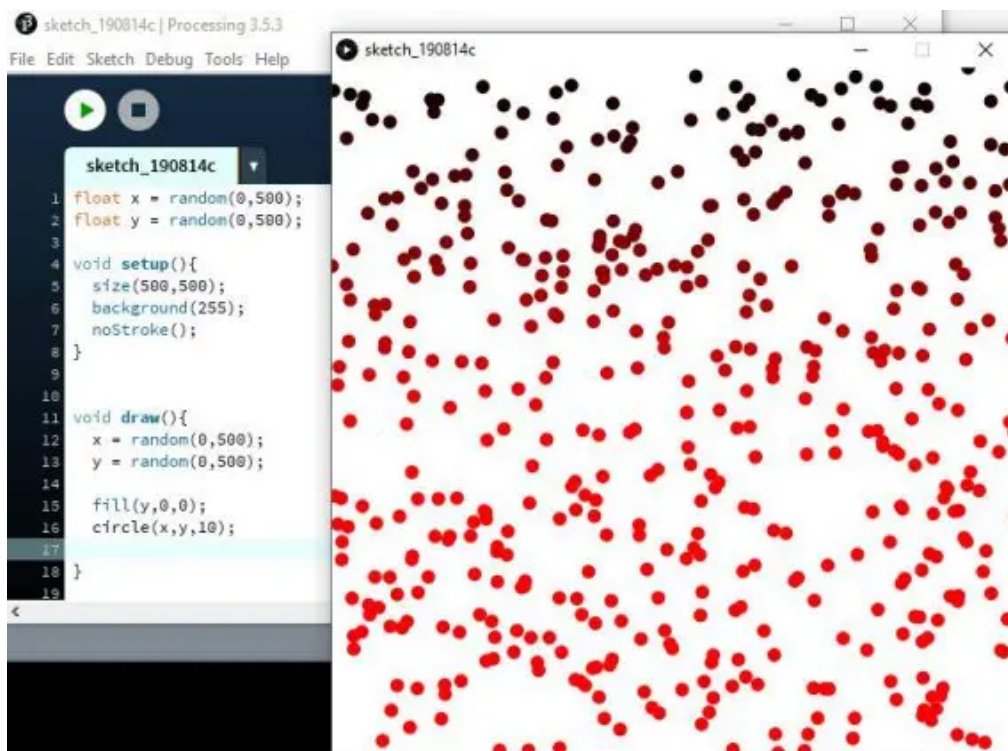 sketch_190814c | Processing 3.5.3
File Edit Sketch Debug Tools Help
sketch_190814c
sketch_190814c
1 float x = random(0,500);
2 float y = random(0,500);
3
4 void setup(){
5 size(500,500);
6 background(255);
7 noStroke();
8 }
9
10
11 void draw(){
12 x = random(0,500);
13 y = random(0,500);
14
15 fill(y,0,0);
16 circle(x,y,10);
17
18 }
19